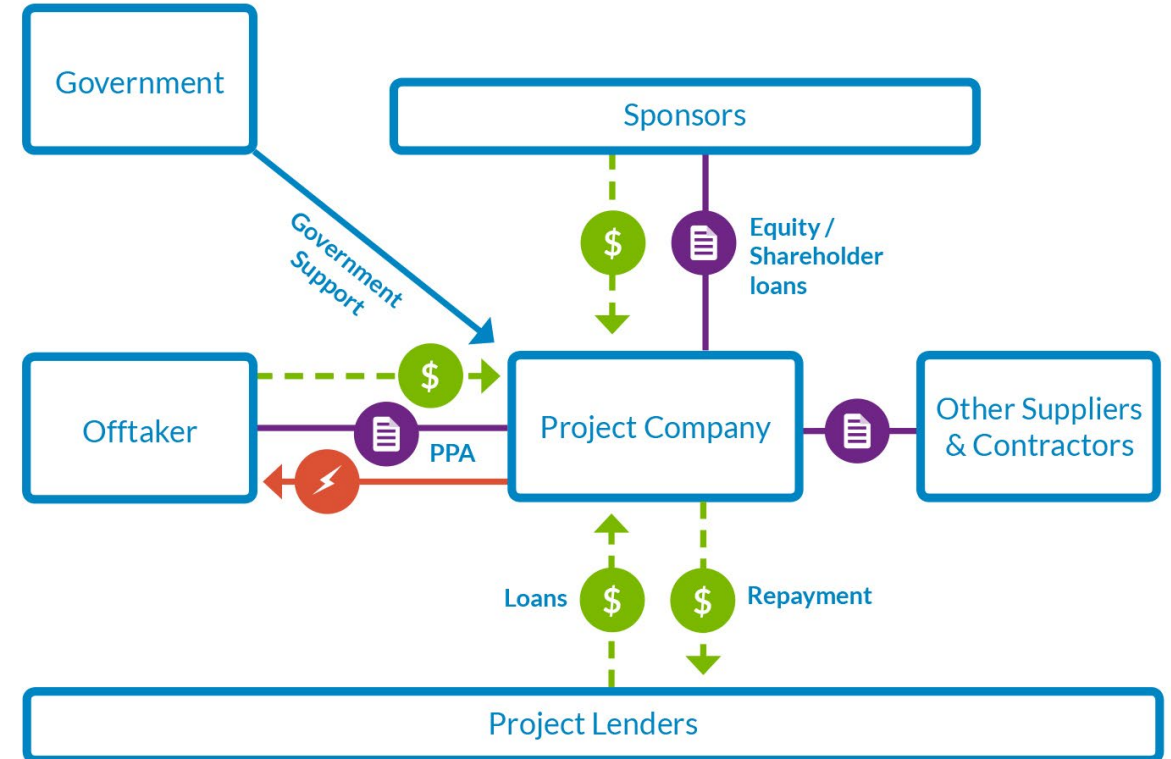 Government
Sponsors
Government
Support
$
Equity /
Shareholder
loans
$
Offtaker
PPA
Project Company
Other Suppliers
& Contractors
Loans
$
$
Repayment
Project Lenders